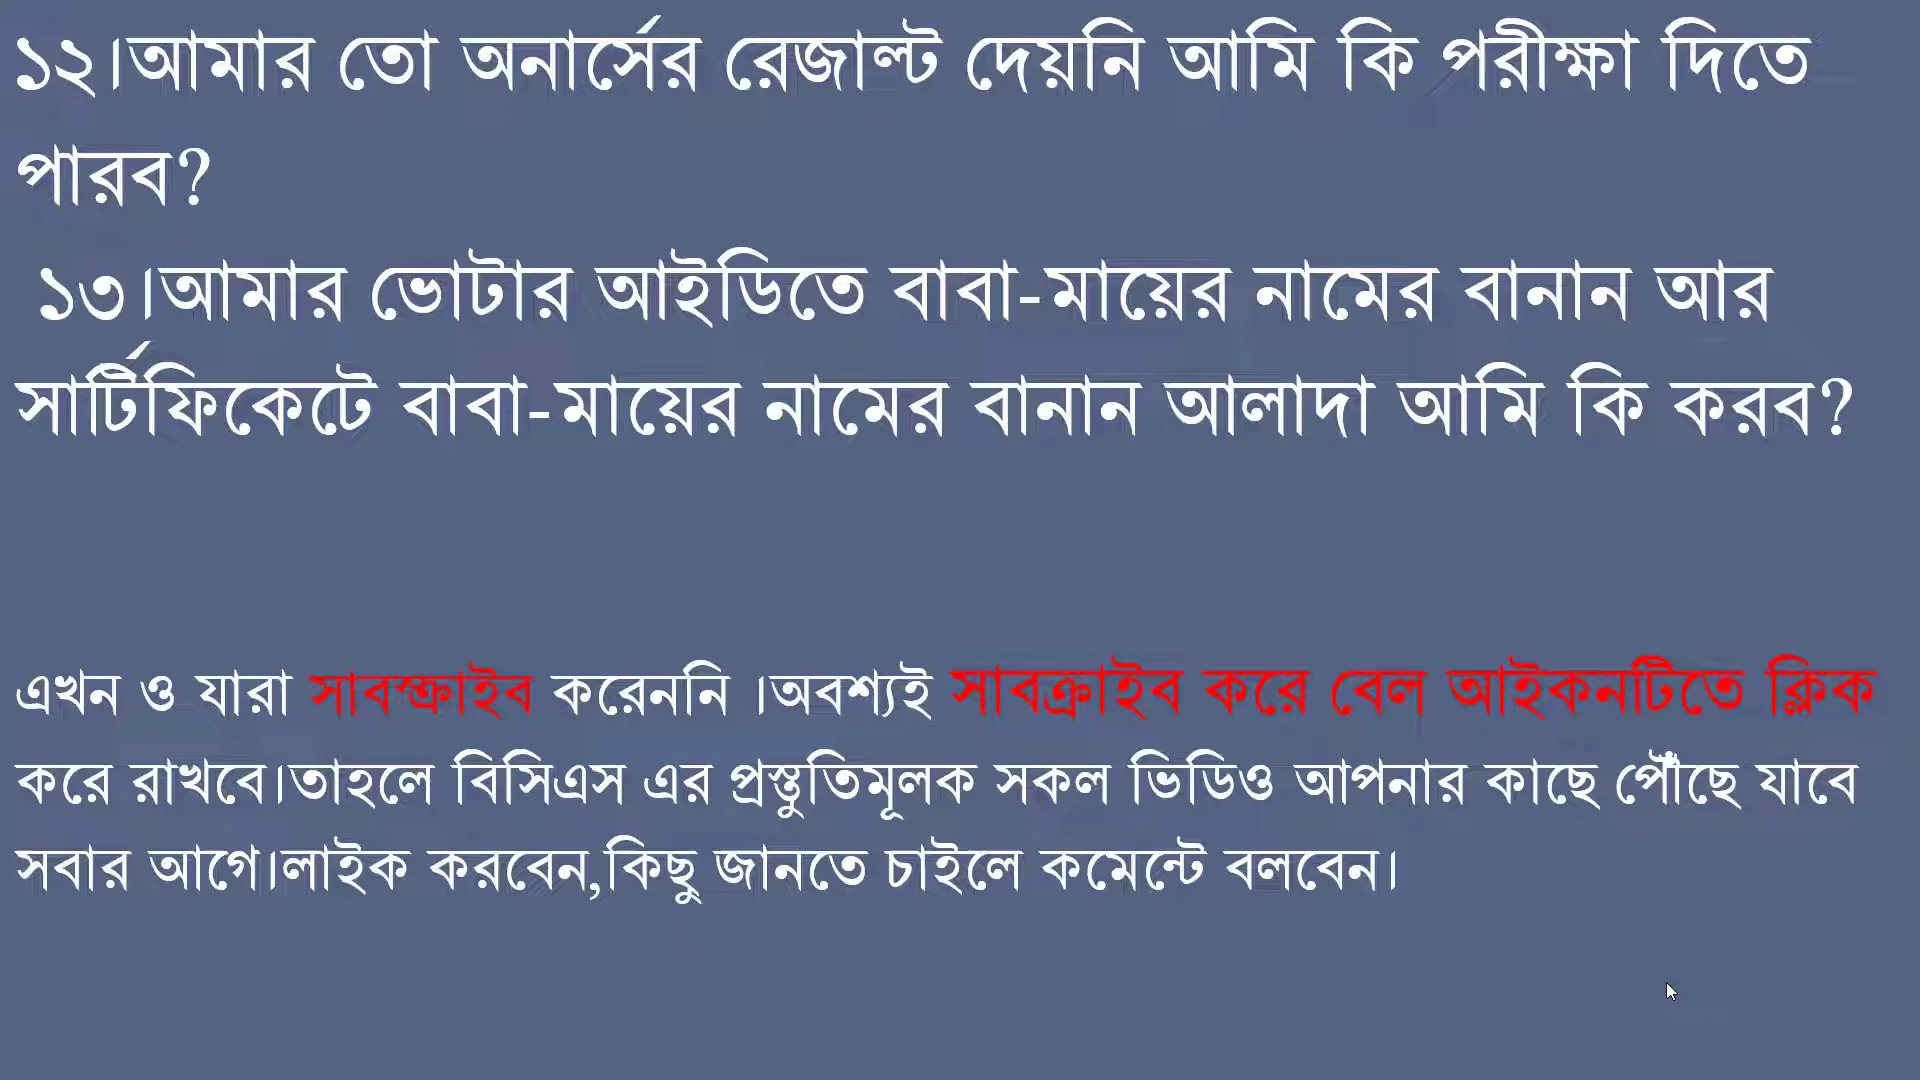 ১২।আমার তো অনার্সের রেজাল্ট দেয়নি আমি কি পরীক্ষা দিতে
পারব?
১৩।আমার ভোটার আইডিতে বাবা-মায়ের নামের বানান আর
সার্টিফিকেটে বাবা-মায়ের নামের বানান আলাদা আমি কি করব?
এখন ও যারা সাবস্ক্রাইব করেননি ।অবশ্যই সাবক্রাইব করে বেল আইকনটিতে ক্লিক
করে রাখবে।তাহলে বিসিএস এর প্রস্তুতিমূলক সকল ভিডিও আপনার কাছে পৌঁছে যাবে
সবার আগে।লাইক করবেন,কিছু জানতে চাইলে কমেন্টে বলবেন।